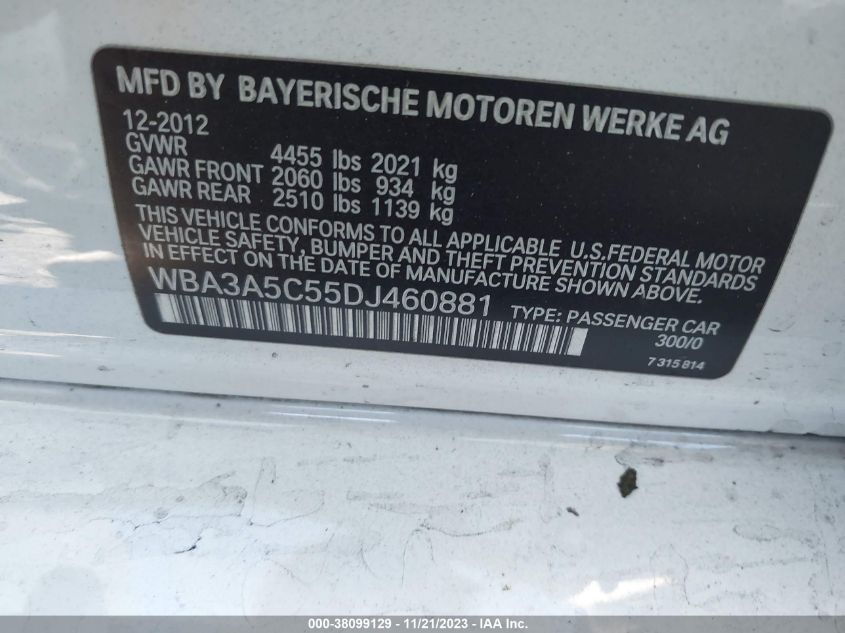 MFD BY BAYERISCHE MOTOREN WERKE AG
12-2012
GVWR 4455 lbs 2021 kg
GAWR FRONT 2060 lbs 934 kg
GAWR REAR 2510 lbs 1139 kg
THIS VEHICLE CONFORMS TO ALL APPLICABLE U.S.FEDERAL MOTOR
VEHICLE SAFETY, BUMPER AND THEFT PREVENTION STANDARDS
IN EFFECT ON THE DATE OF MANUFACTURE SHOWN ABOVE.
WBA3A5C55DJ460881 TYPE: PASSENGER CAR
300/0
7 315 814
000-38099129 - 11/21/2023 - IAA Inc.